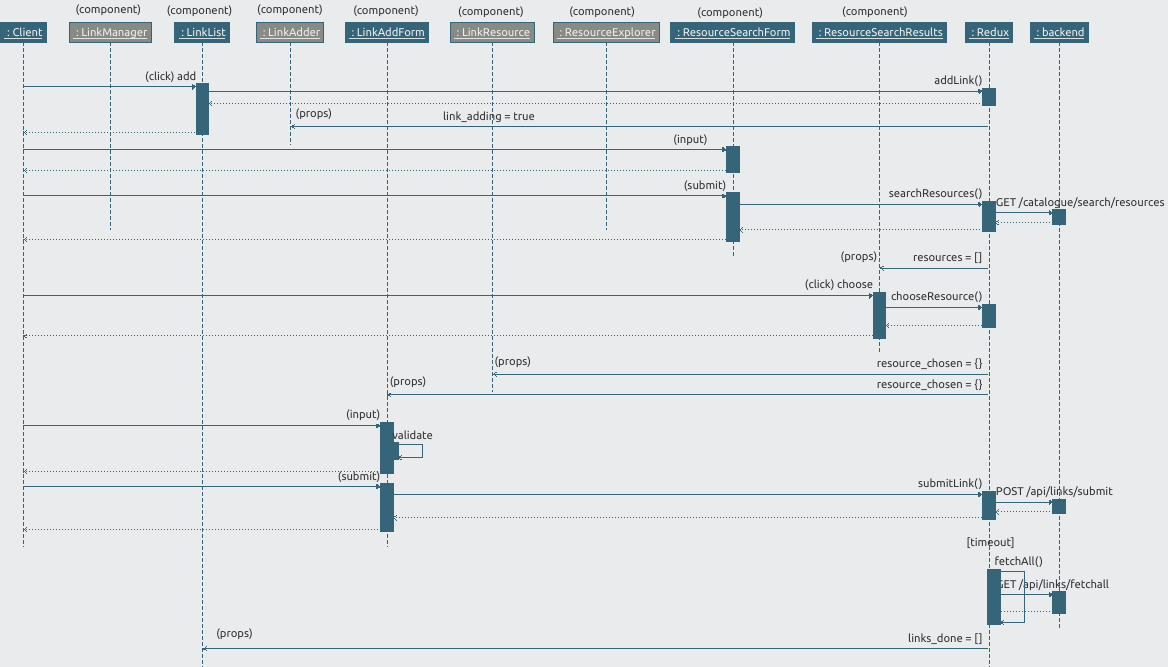 (component)
(component)
(component)
(component)
(component)
(component)
(component)
(component)
: Client
: LinkManager
: LinkList
: LinkAdder
: LinkAddForm
: LinkResource
: ResourceExplorer
: ResourceSearchForm
: ResourceSearchResults
: Redux
: backend
(click) add
addLink()
(props)
link_adding = true
(input)
(submit)
searchResources()
GET /catalogue/search/resources
(props)
resources = []
(click) choose
chooseResource()
(props)
resource_chosen = {}
(props)
resource_chosen = {}
(input)
validate
(submit)
submitLink()
POST /api/links/submit
[timeout]
fetchAll()
GET /api/links/fetchall
(props)
links_done = []